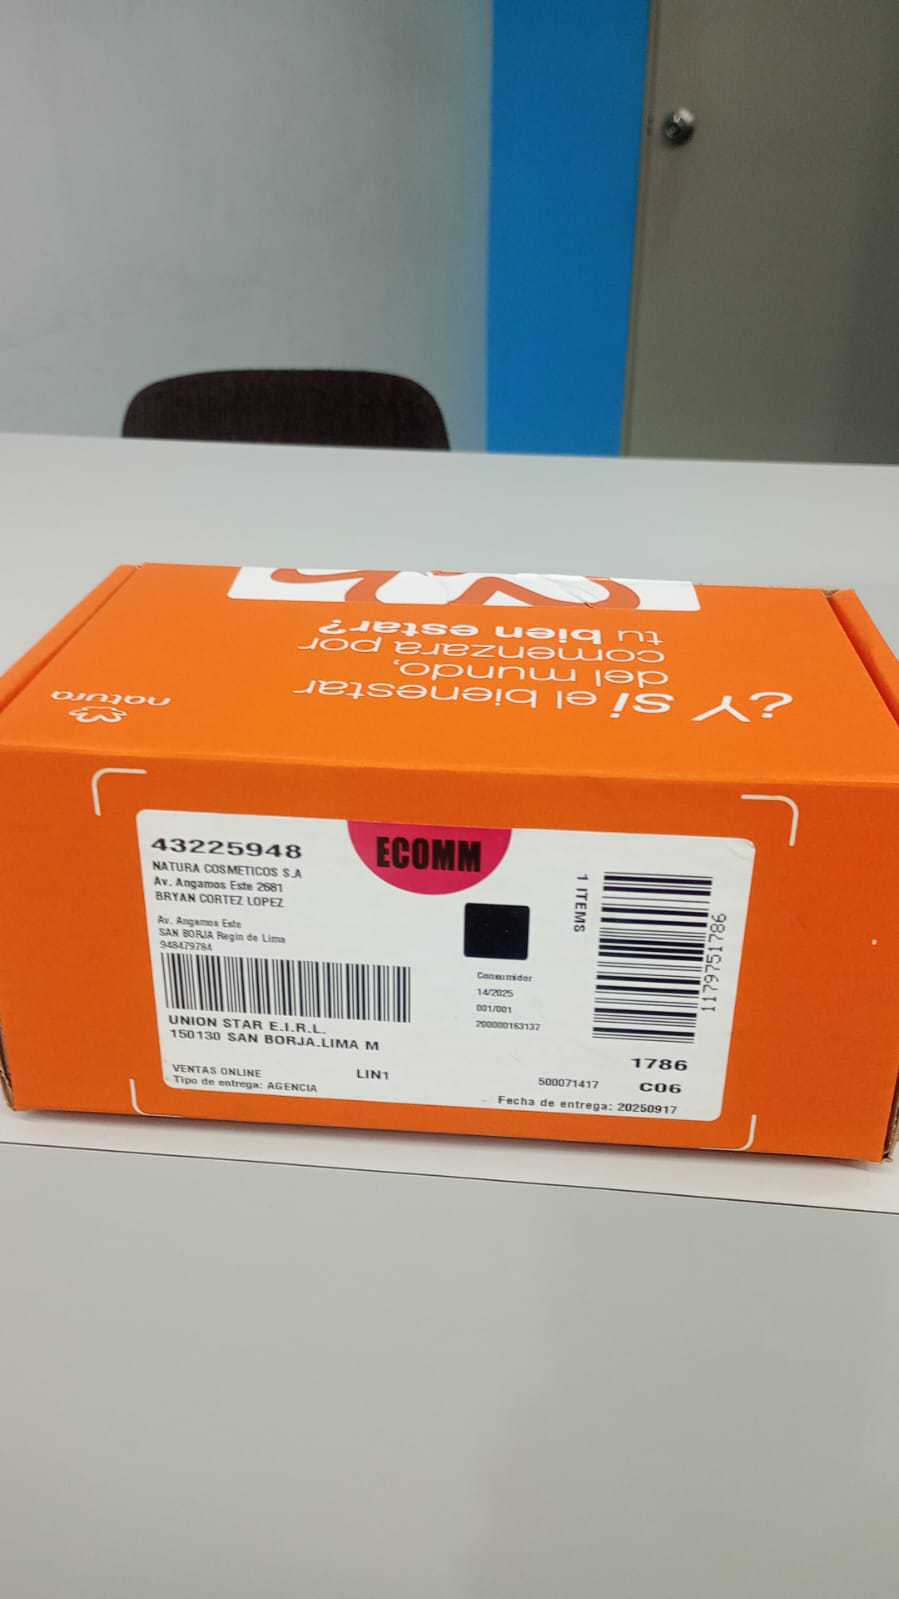 ¿Y sí el bienestar
del mundo,
comenzara por
tu bien estar?
natura
43225948
NATURA COSMETICOS S.A
Av. Angamos Este 2681
BRYAN CORTEZ LOPEZ
Av. Angamos Este
SAN BORJA Regin de Lima
948479784
UNION STAR E.I.R.L.
150130 SAN BORJA.LIMA M
VENTAS ONLINE
LIN1
Tipo de entrega: AGENCIA
ECOMM
Consumidor
14/2025
001/001
200000163137
1 ITEMS
1179751786
1786
500071417
C06
Fecha de entrega: 20250917